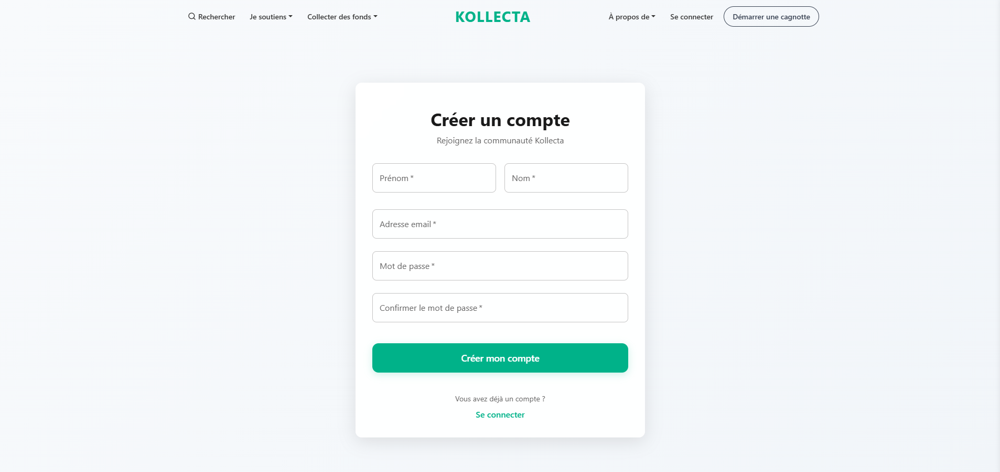 Rechercher Je soutiens Collecter des fonds KOLLECTA À propos de Se connecter Démarrer une cagnotte
Créer un compte
Rejoignez la communauté Kollecta
Prénom * Nom *
Adresse email *
Mot de passe *
Confirmer le mot de passe *
Créer mon compte
Vous avez déjà un compte ?
Se connecter